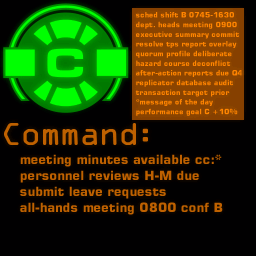 C
sched shift B 0745-1630
dept. heads meeting 0900
executive summary commit
resolve tps report overlay
quorum profile deliberate
hazard course deconflict
after-action reports due Q4
replicator database audit
transaction target prior
*message of the day
performance goal C +10%
Command:
meeting minutes available cc:*
personnel reviews H-M due
submit leave requests
all-hands meeting 0800 conf B